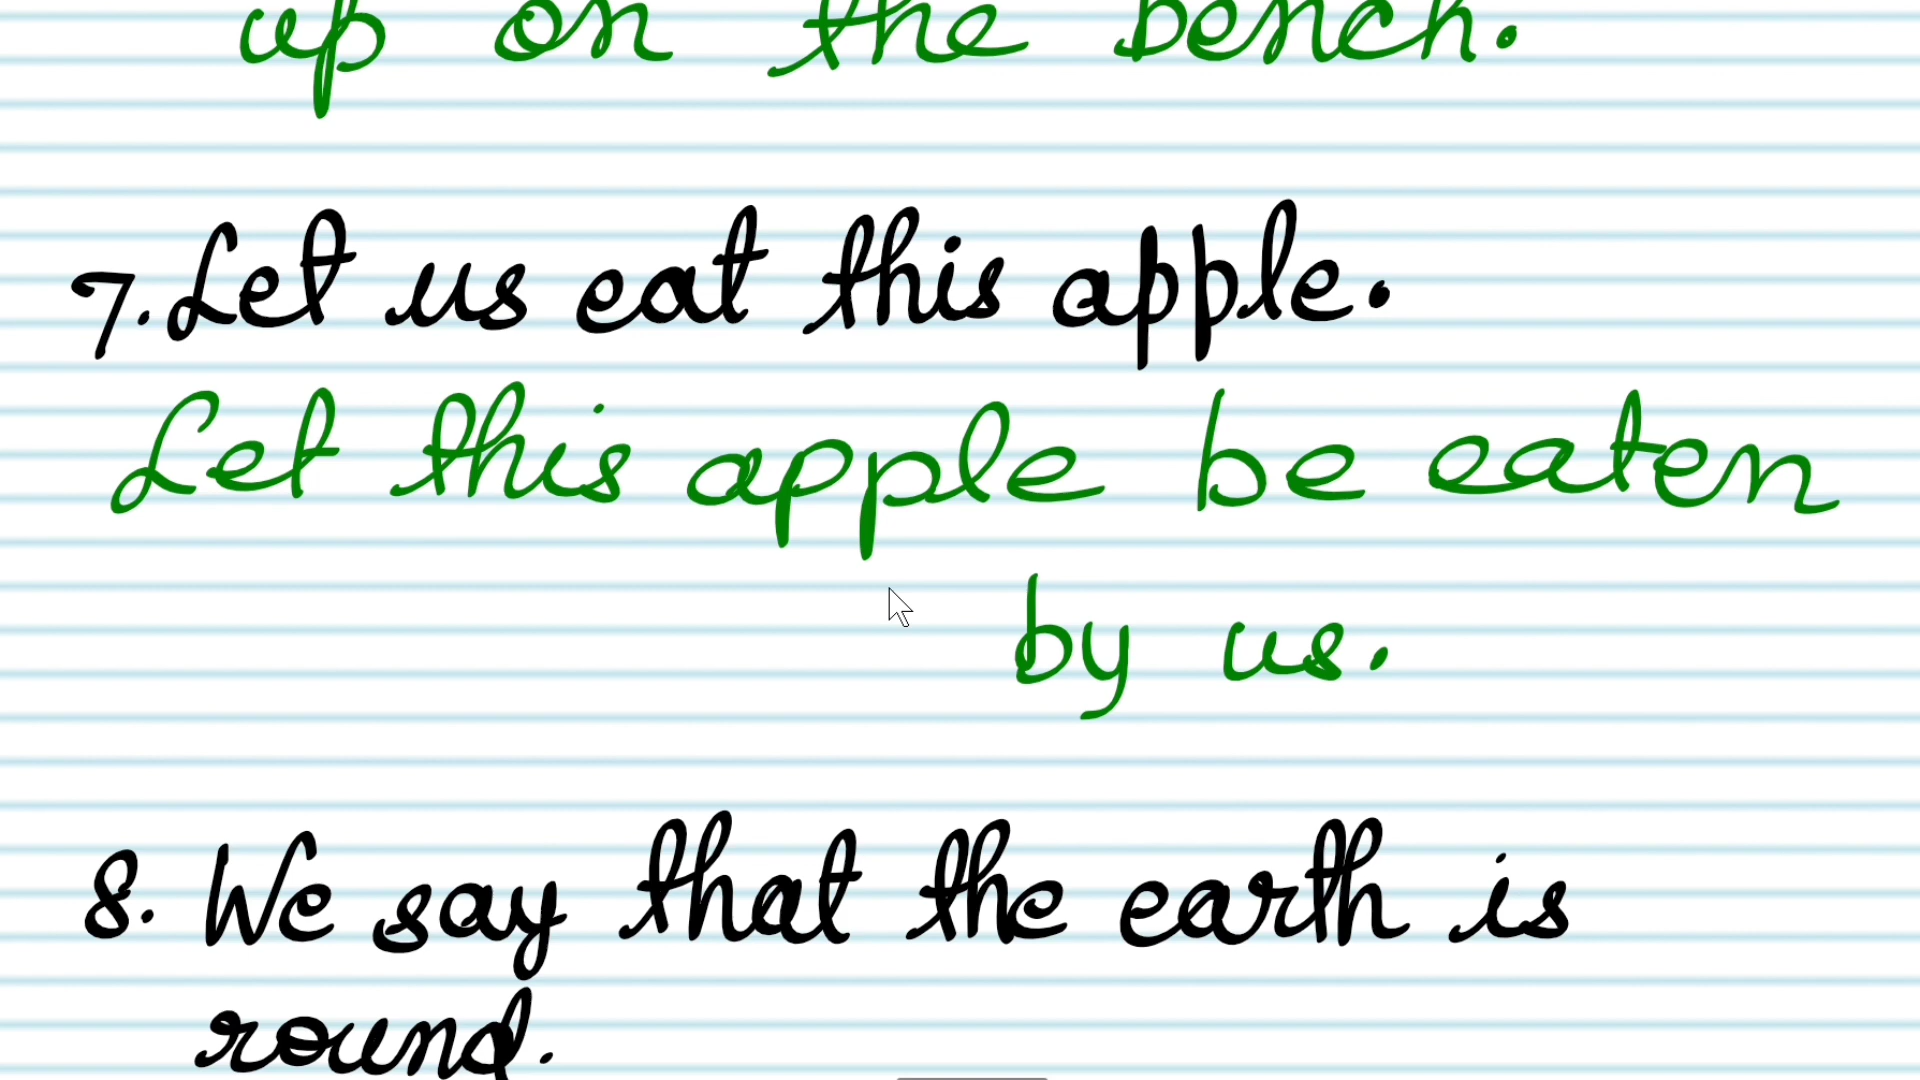 up on the bench.
7. Let us eat this apple.
Let this apple be eaten
by us.
8. We say that the earth is
round.